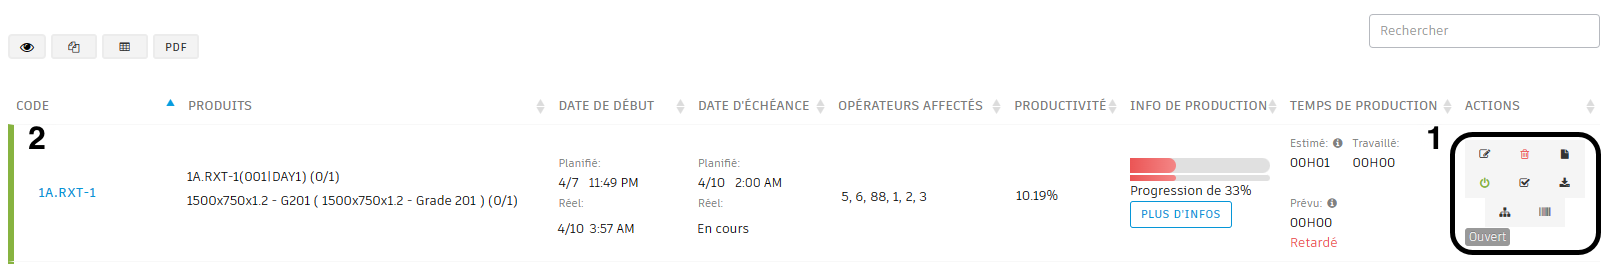 Rechercher
PDF
CODE PRODUITS DATE DE DÉBUT DATE D'ÉCHÉANCE OPÉRATEURS AFFECTÉS PRODUCTIVITÉ INFO DE PRODUCTION TEMPS DE PRODUCTION ACTIONS
2
1A.RXT-1
1A.RXT-1(001|DAY1) (0/1)
1500x750x1.2 - G201 ( 1500x750x1.2 - Grade 201 ) (0/1)
Planifié:
4/7 11:49 PM
Réel:
4/10 3:57 AM
Planifié:
4/10 2:00 AM
Réel:
En cours
5, 6, 88, 1, 2, 3
10.19%
Progression de 33%
PLUS D'INFOS
Estimé: Travaillé:
00H01 00H00
Prévu:
00H00
Retardé
1
Ouvert